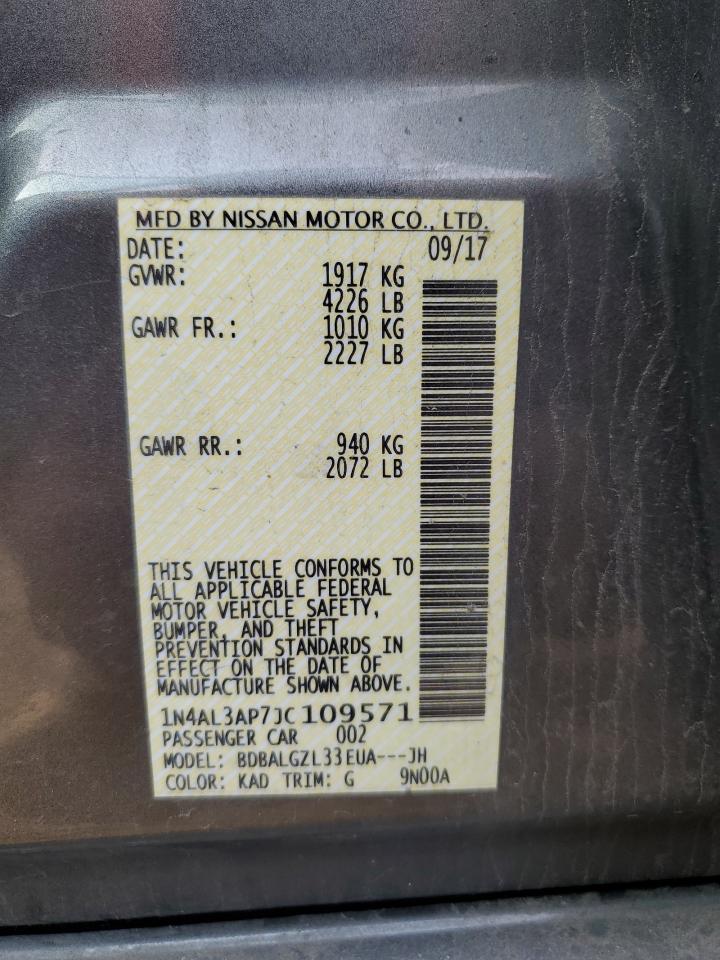 MFD BY NISSAN MOTOR CO., LTD.
DATE: 09/17
GVWR: 1917 KG
4226 LB
GAWR FR.: 1010 KG
2227 LB
GAWR RR.: 940 KG
2072 LB
THIS VEHICLE CONFORMS TO
ALL APPLICABLE FEDERAL
MOTOR VEHICLE SAFETY,
BUMPER, AND THEFT
PREVENTION STANDARDS IN
EFFECT ON THE DATE OF
MANUFACTURE SHOWN ABOVE.
1N4AL3AP7JC109571
PASSENGER CAR 002
MODEL: BDBALGZL33EUA---JH
COLOR: KAD TRIM: G 9N00A